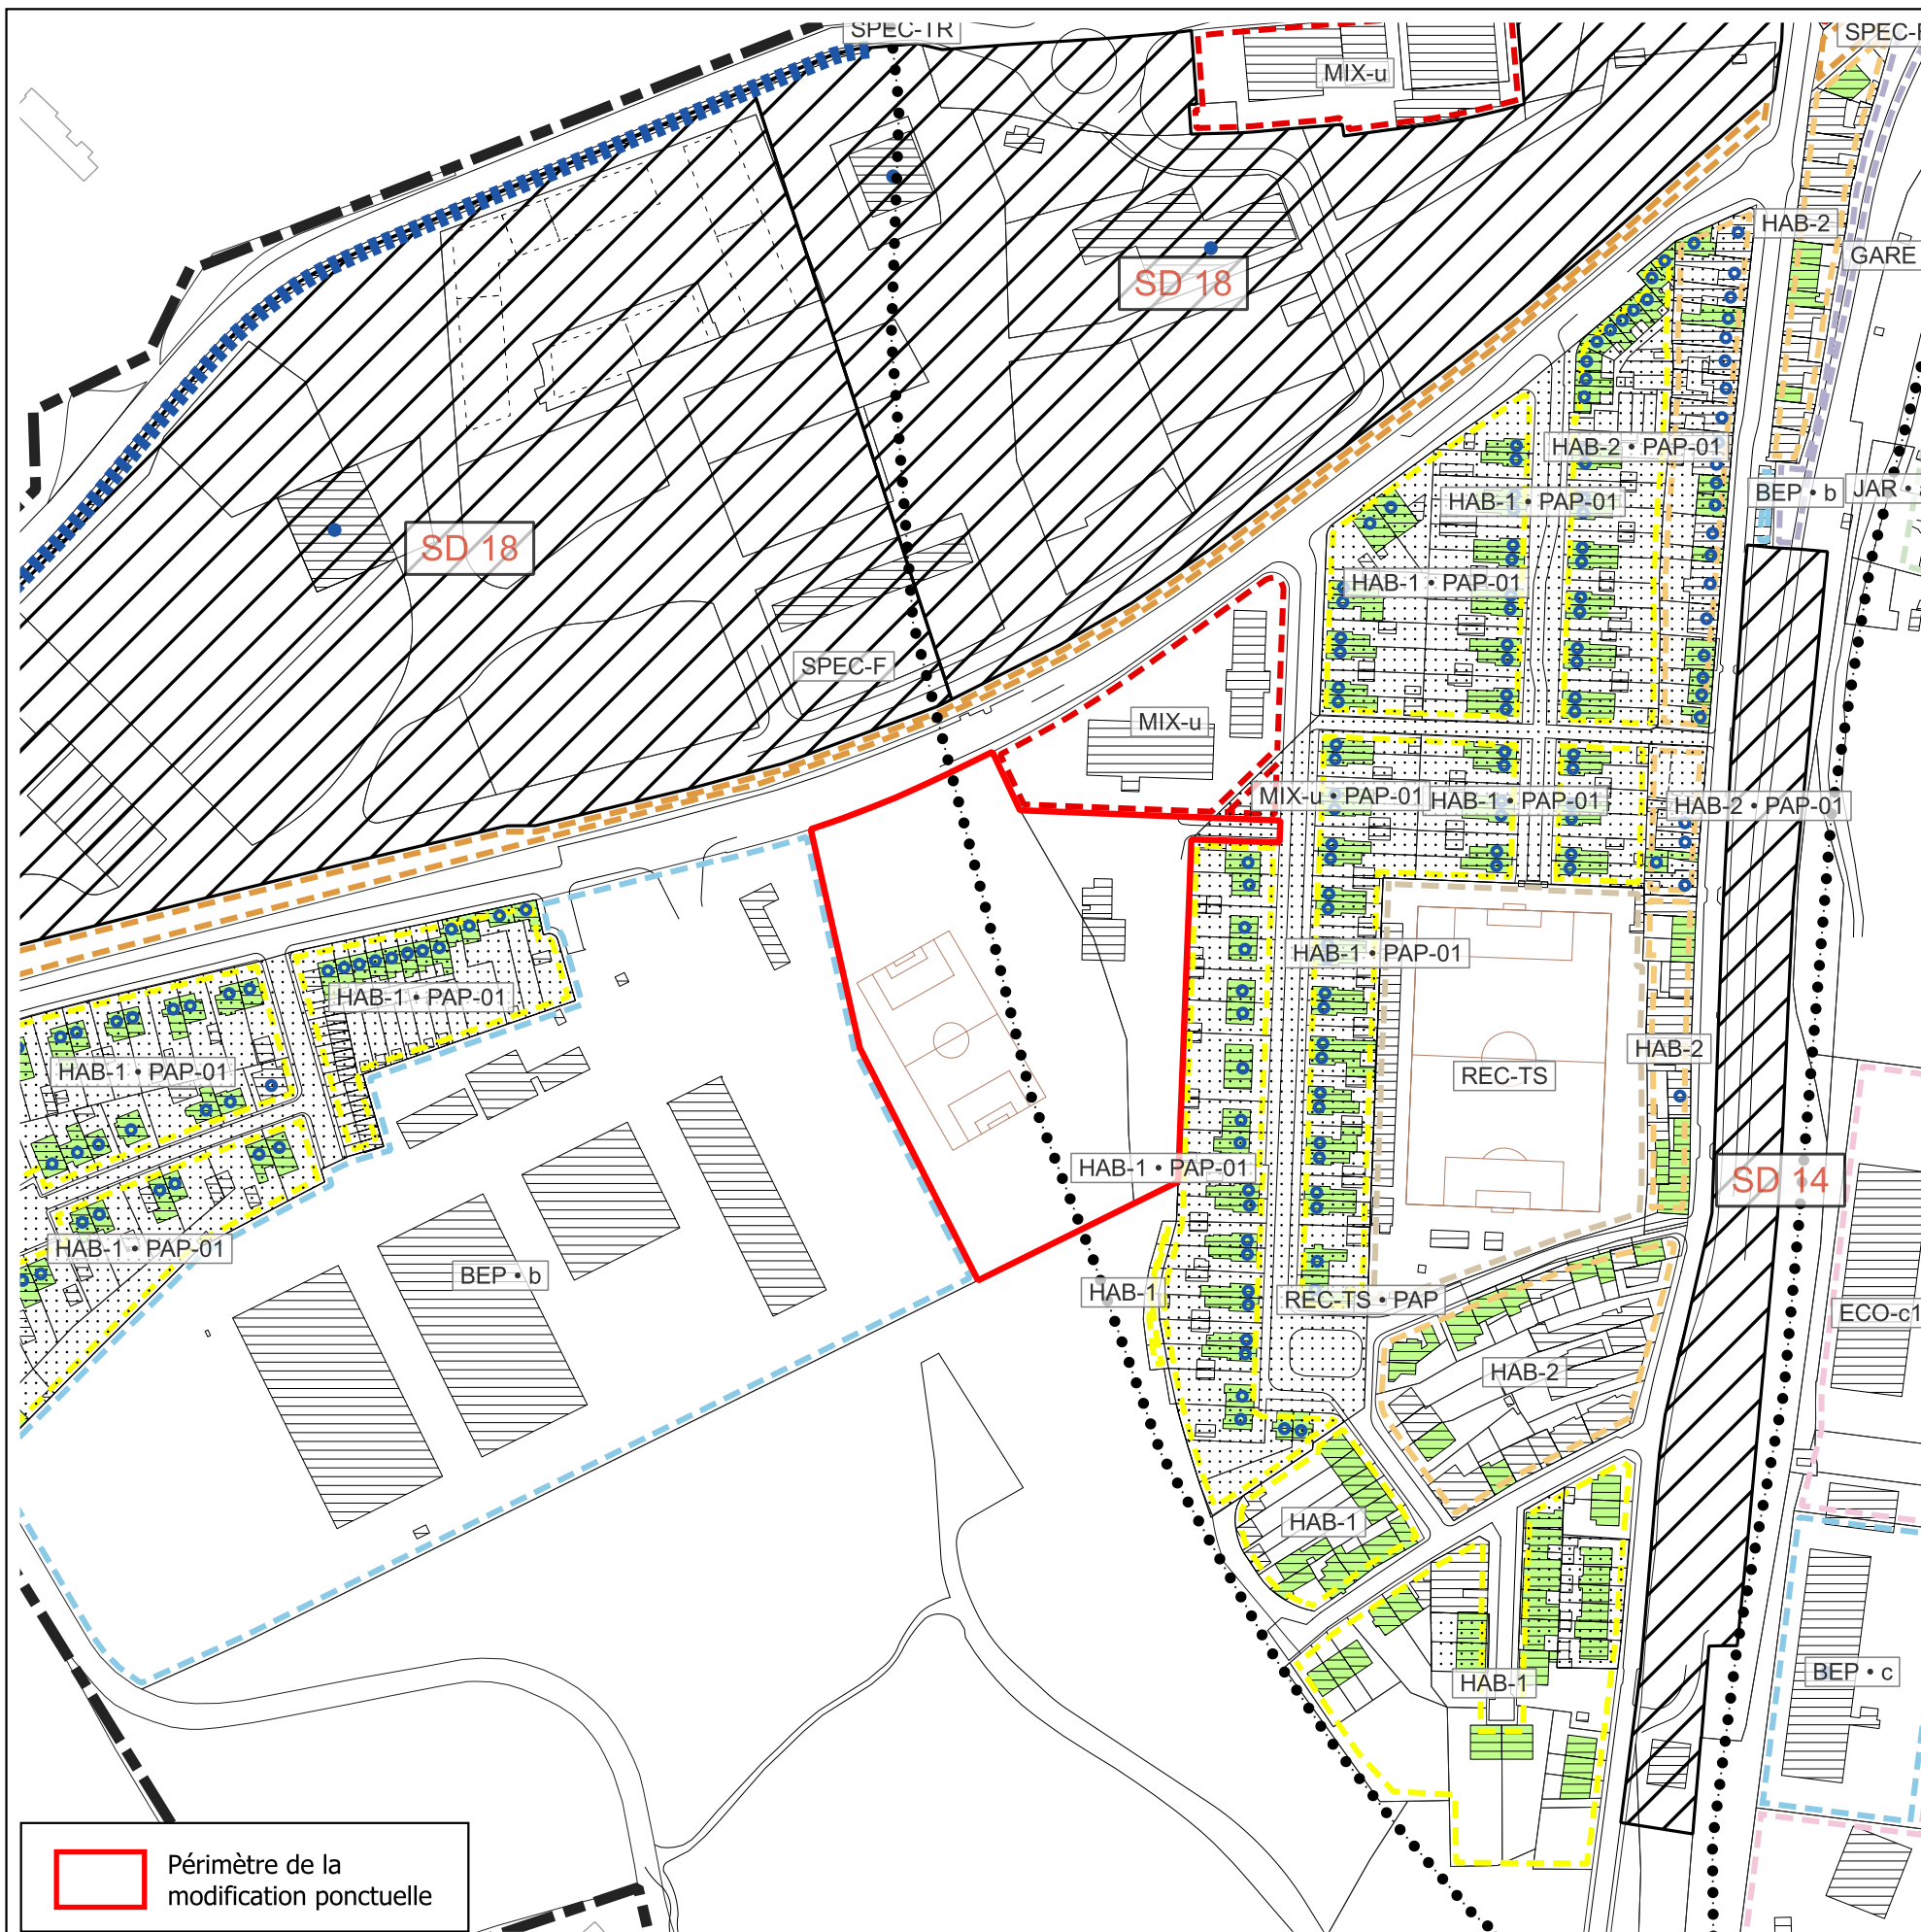 SPEC-TR
MIX-u
HAB-2
GARE
SD 18
SD 18
HAB-2 • PAP-01
HAB-1 • PAP-01
BEP • b
JAR •
HAB-1 • PAP-01
SPEC-F
MIX-u
MIX-u • PAP-01
HAB-1 • PAP-01
HAB-2 • PAP-01
HAB-1 • PAP-01
HAB-1 • PAP-01
HAB-2
HAB-1 • PAP-01
REC-TS
HAB-1 • PAP-01
SD 14
HAB-1 • PAP-01
BEP • b
HAB-1
REC-TS • PAP
ECO-c1
HAB-2
HAB-1
BEP • c
HAB-1
Périmètre de la
modification ponctuelle